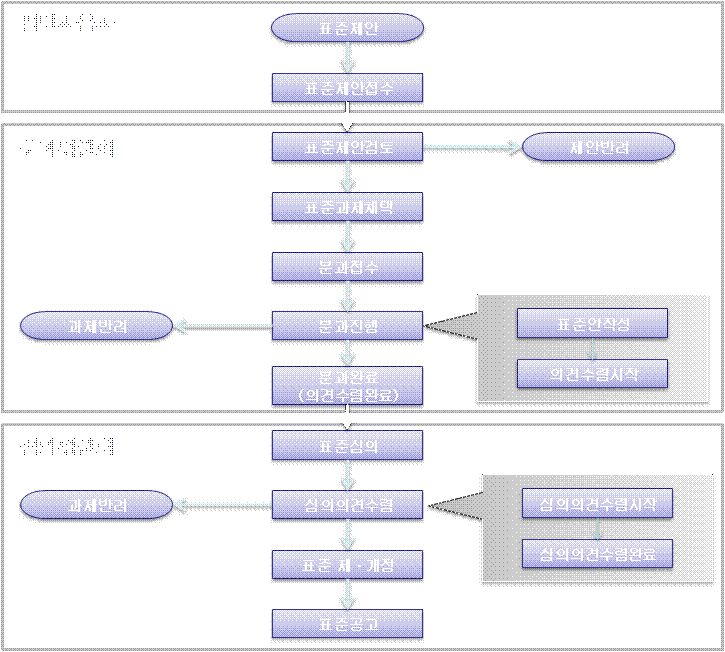 표준제안
표준제안접수
표준제안검토
제안반려
표준과제채택
분과접수
과제반려
분과진행
표준안작성
의견수렴시작
분과완료
(의견수렴완료)
표준심의
과제반려
심의의견수렴
심의의견수렴시작
심의의견수렴완료
표준 제·개정
표준공고